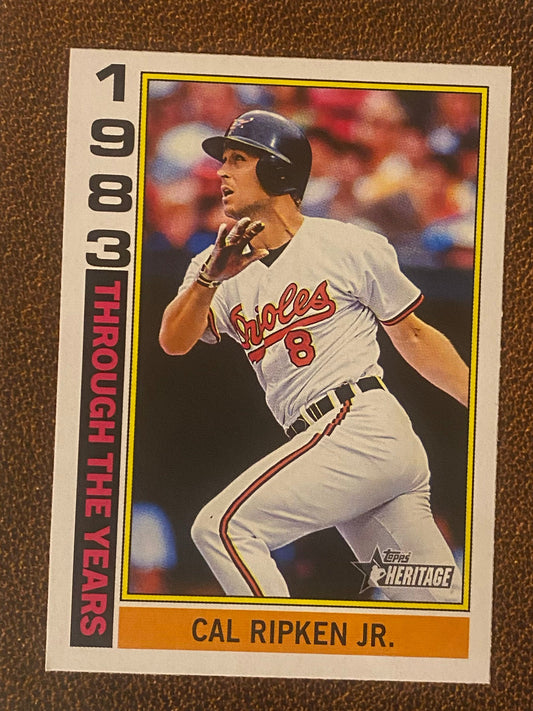 1983
THROUGH THE YEARS
Orioles
8
Topps
HERITAGE
CAL RIPKEN JR.